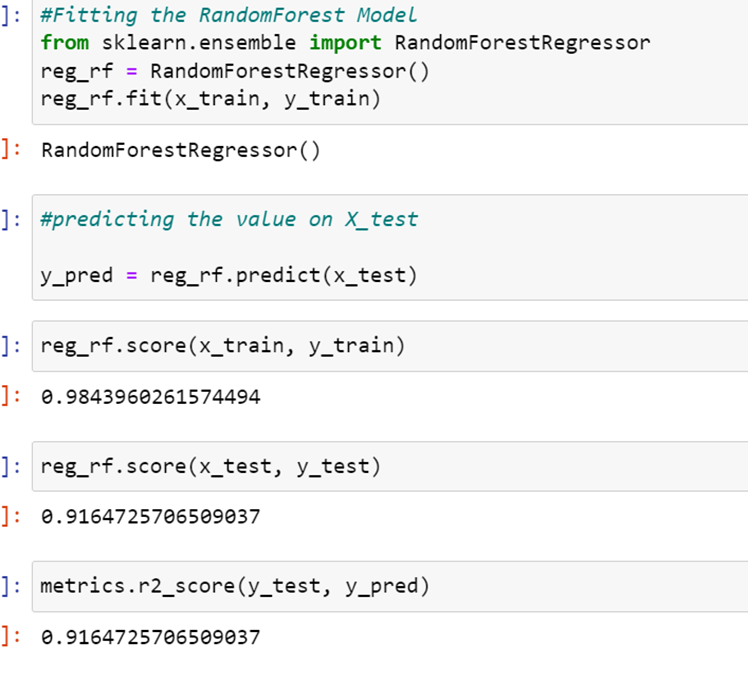 ]: #Fitting the RandomForest Model
from sklearn.ensemble import RandomForestRegressor
reg_rf = RandomForestRegressor()
reg_rf.fit(x_train, y_train)
]: RandomForestRegressor()
]: #predicting the value on X_test
y_pred = reg_rf.predict(x_test)
]: reg_rf.score(x_train, y_train)
]: 0.9843960261574494
]: reg_rf.score(x_test, y_test)
]: 0.9164725706509037
]: metrics.r2_score(y_test, y_pred)
]: 0.9164725706509037